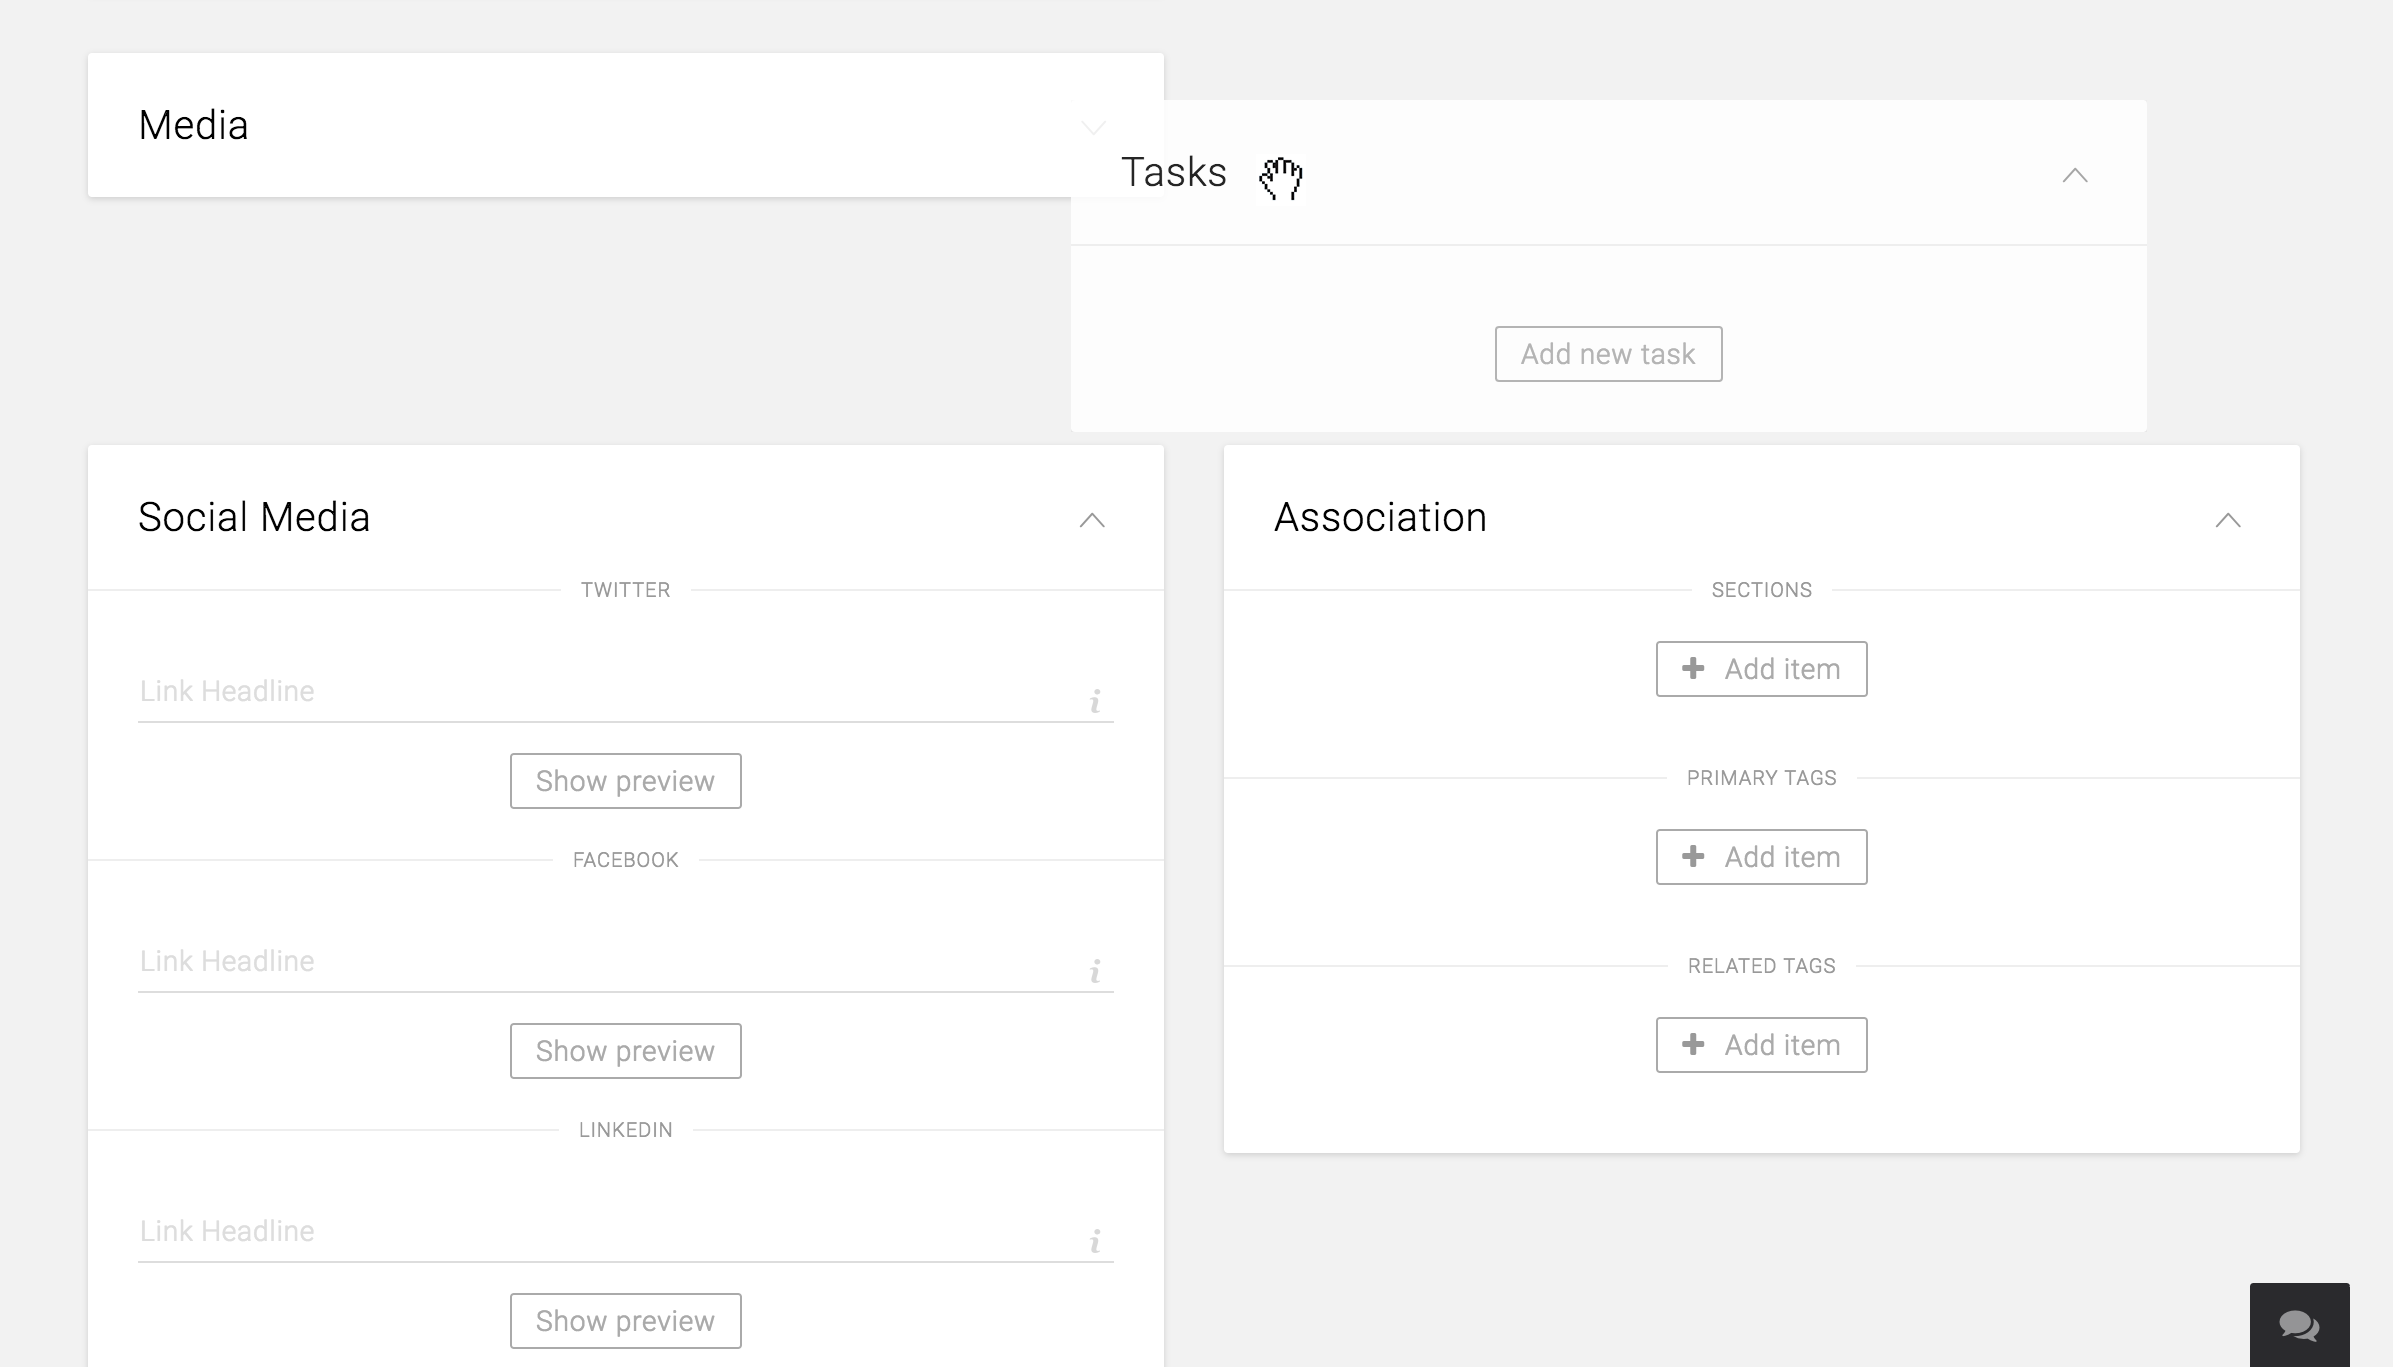 Media
Tasks
Add new task
Social Media
TWITTER
Link Headline
i
Show preview
FACEBOOK
Link Headline
i
Show preview
LINKEDIN
Link Headline
i
Show preview
Association
SECTIONS
Add item
PRIMARY TAGS
Add item
RELATED TAGS
Add item